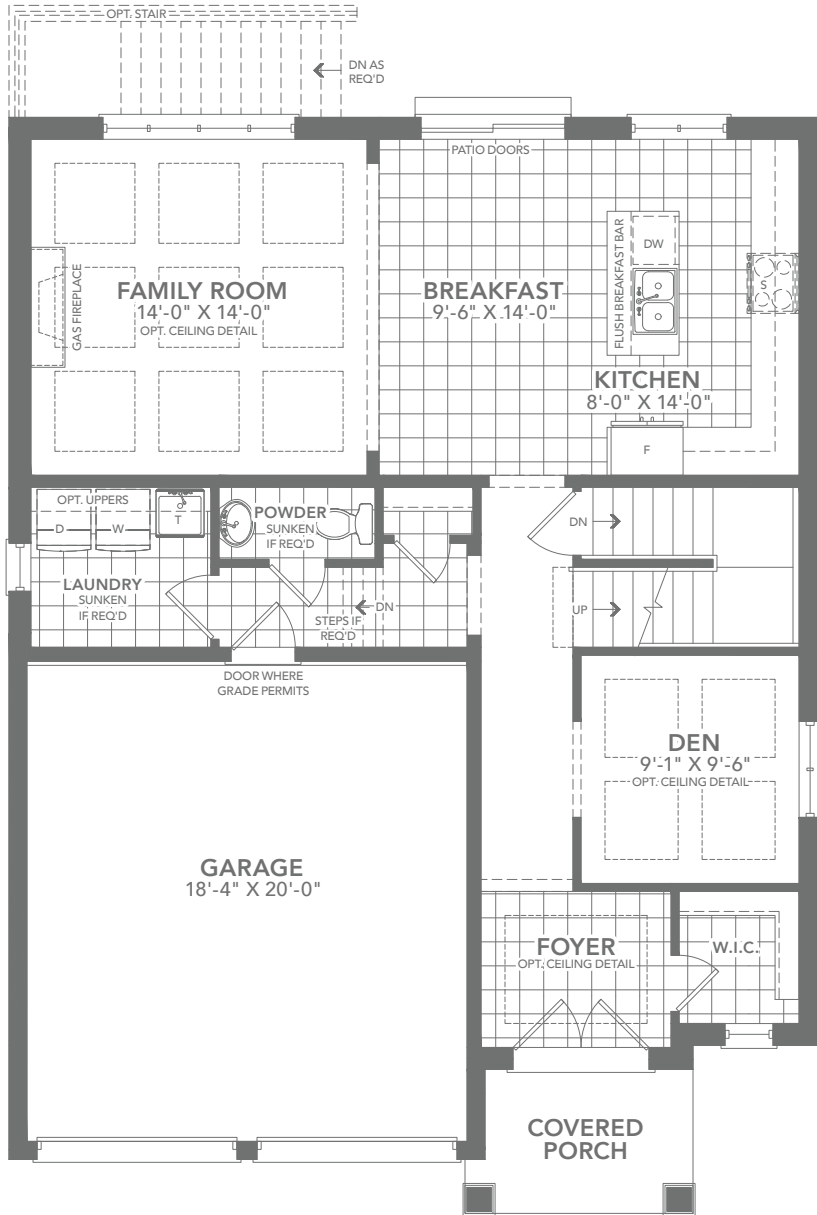 OPT. STAIR
DN AS
REQ'D
PATIO DOORS
FAMILY ROOM
14'-0" X 14'-0"
OPT. CEILING DETAIL
GAS FIREPLACE
BREAKFAST
9'-6" X 14'-0"
FLUSH BREAKFAST BAR
DW
S
KITCHEN
8'-0" X 14'-0"
F
OPT. UPPERS
D
W
T
LAUNDRY
SUNKEN
IF REQ'D
POWDER
SUNKEN
IF REQ'D
DN
STEPS IF
REQ'D
DN
UP
DOOR WHERE
GRADE PERMITS
DEN
9'-1" X 9'-6"
OPT. CEILING DETAIL
GARAGE
18'-4" X 20'-0"
FOYER
OPT. CEILING DETAIL
W.I.C.
COVERED
PORCH